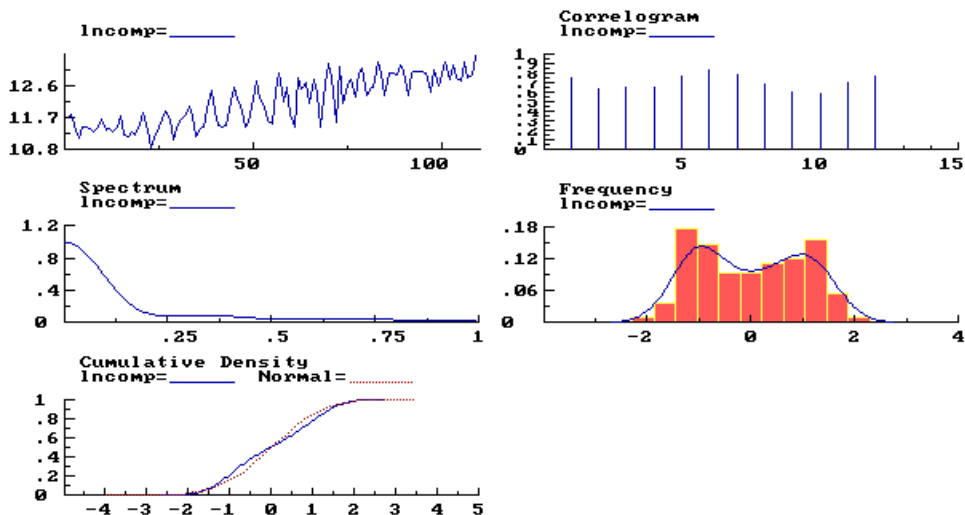 lncomp=
12.6
11.7
10.8
50 100
Correlogram
lncomp=
1
.9
.8
.7
.6
.5
.4
.3
.2
.1
0
5 10 15
Spectrum
lncomp=
1.2
.8
.4
0
.25 .5 .75 1
Frequency
lncomp=
.18
.12
.06
-2 0 2 4
Cumulative Density
lncomp= Normal=
1
.8
.6
.4
.2
0
-4 -3 -2 -1 0 1 2 3 4 5